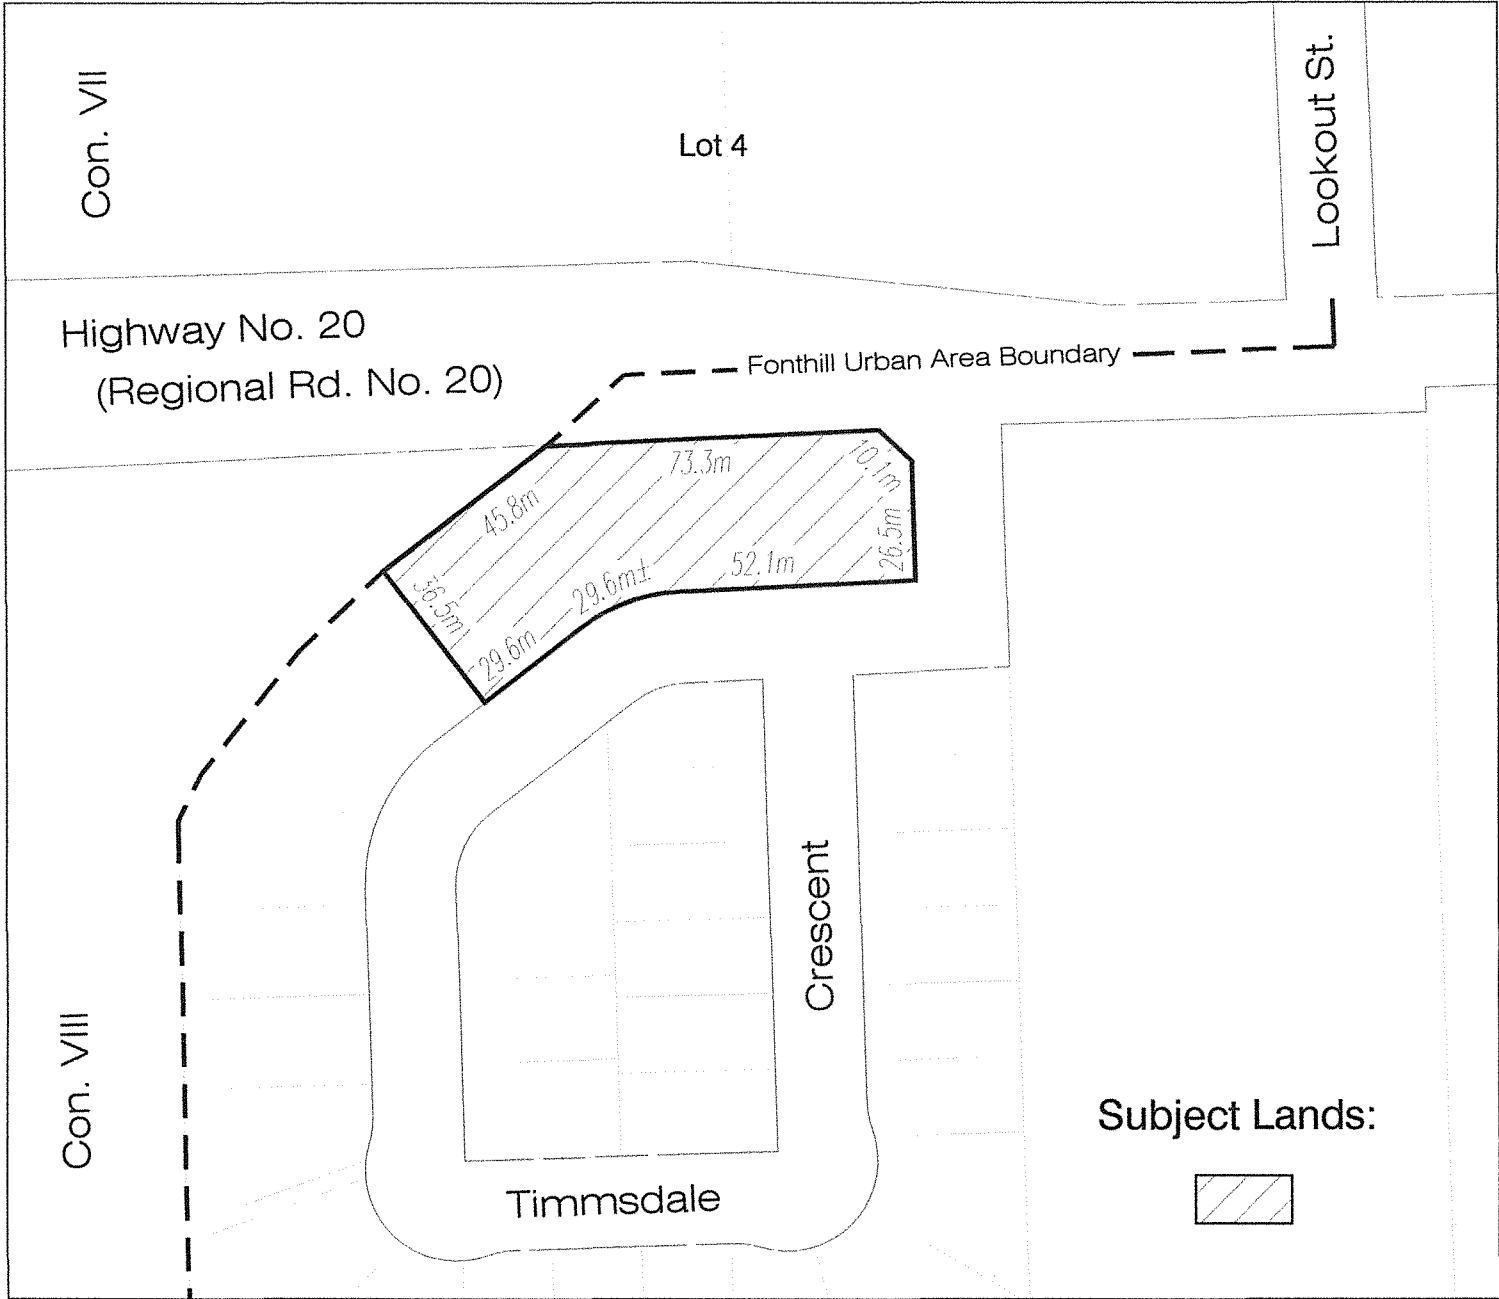 Con. VII
Lot 4
Lookout St.
Highway No. 20
(Regional Rd. No. 20)
Fonthill Urban Area Boundary
73.3m
10.1m
45.8m
26.5m
52.1m
29.6m±
36.5m
29.6m
Crescent
Con. VIII
Subject Lands:
Timmsdale